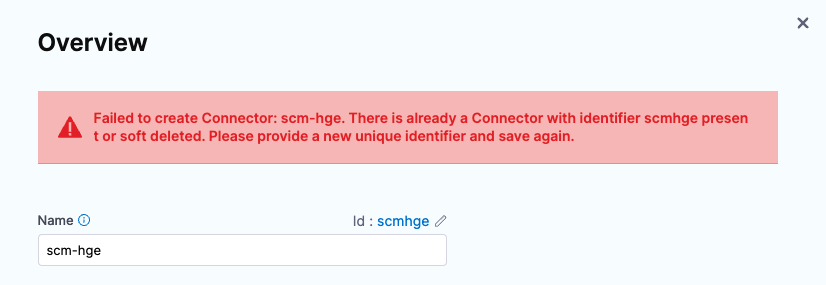 Overview
Failed to create Connector: scm-hge. There is already a Connector with identifier scmhge presen
t or soft deleted. Please provide a new unique identifier and save again.
Name Id : scmhge
scm-hge